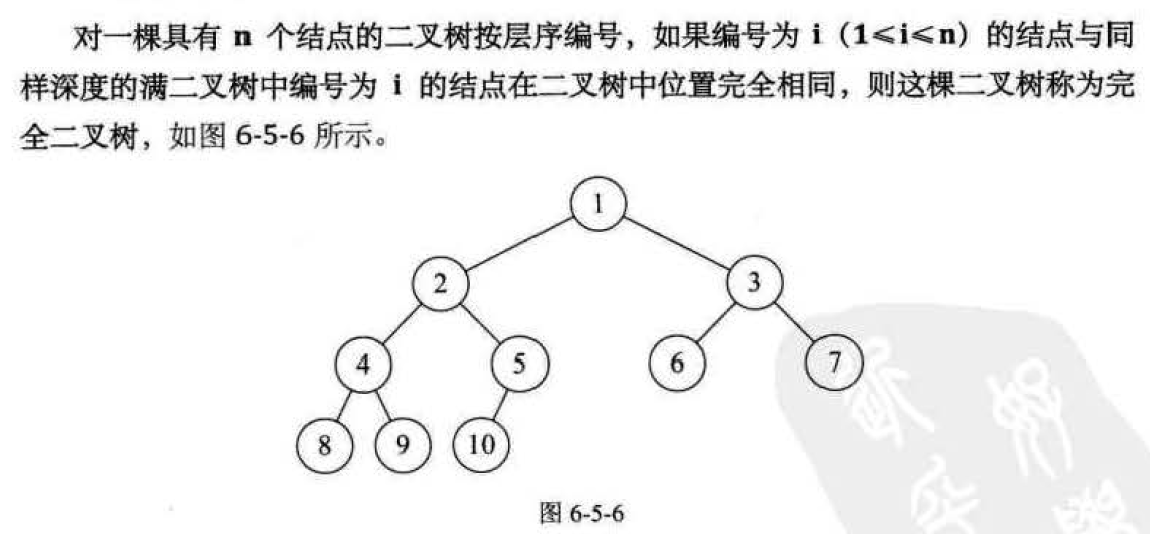 对一棵具有 n 个结点的二叉树按层序编号，如果编号为 i（1≤i≤n）的结点与同
样深度的满二叉树中编号为 i 的结点在二叉树中位置完全相同，则这棵二叉树称为完
全二叉树，如图 6-5-6 所示。
1
2 3
4 5 6 7
8 9 10
图 6-5-6